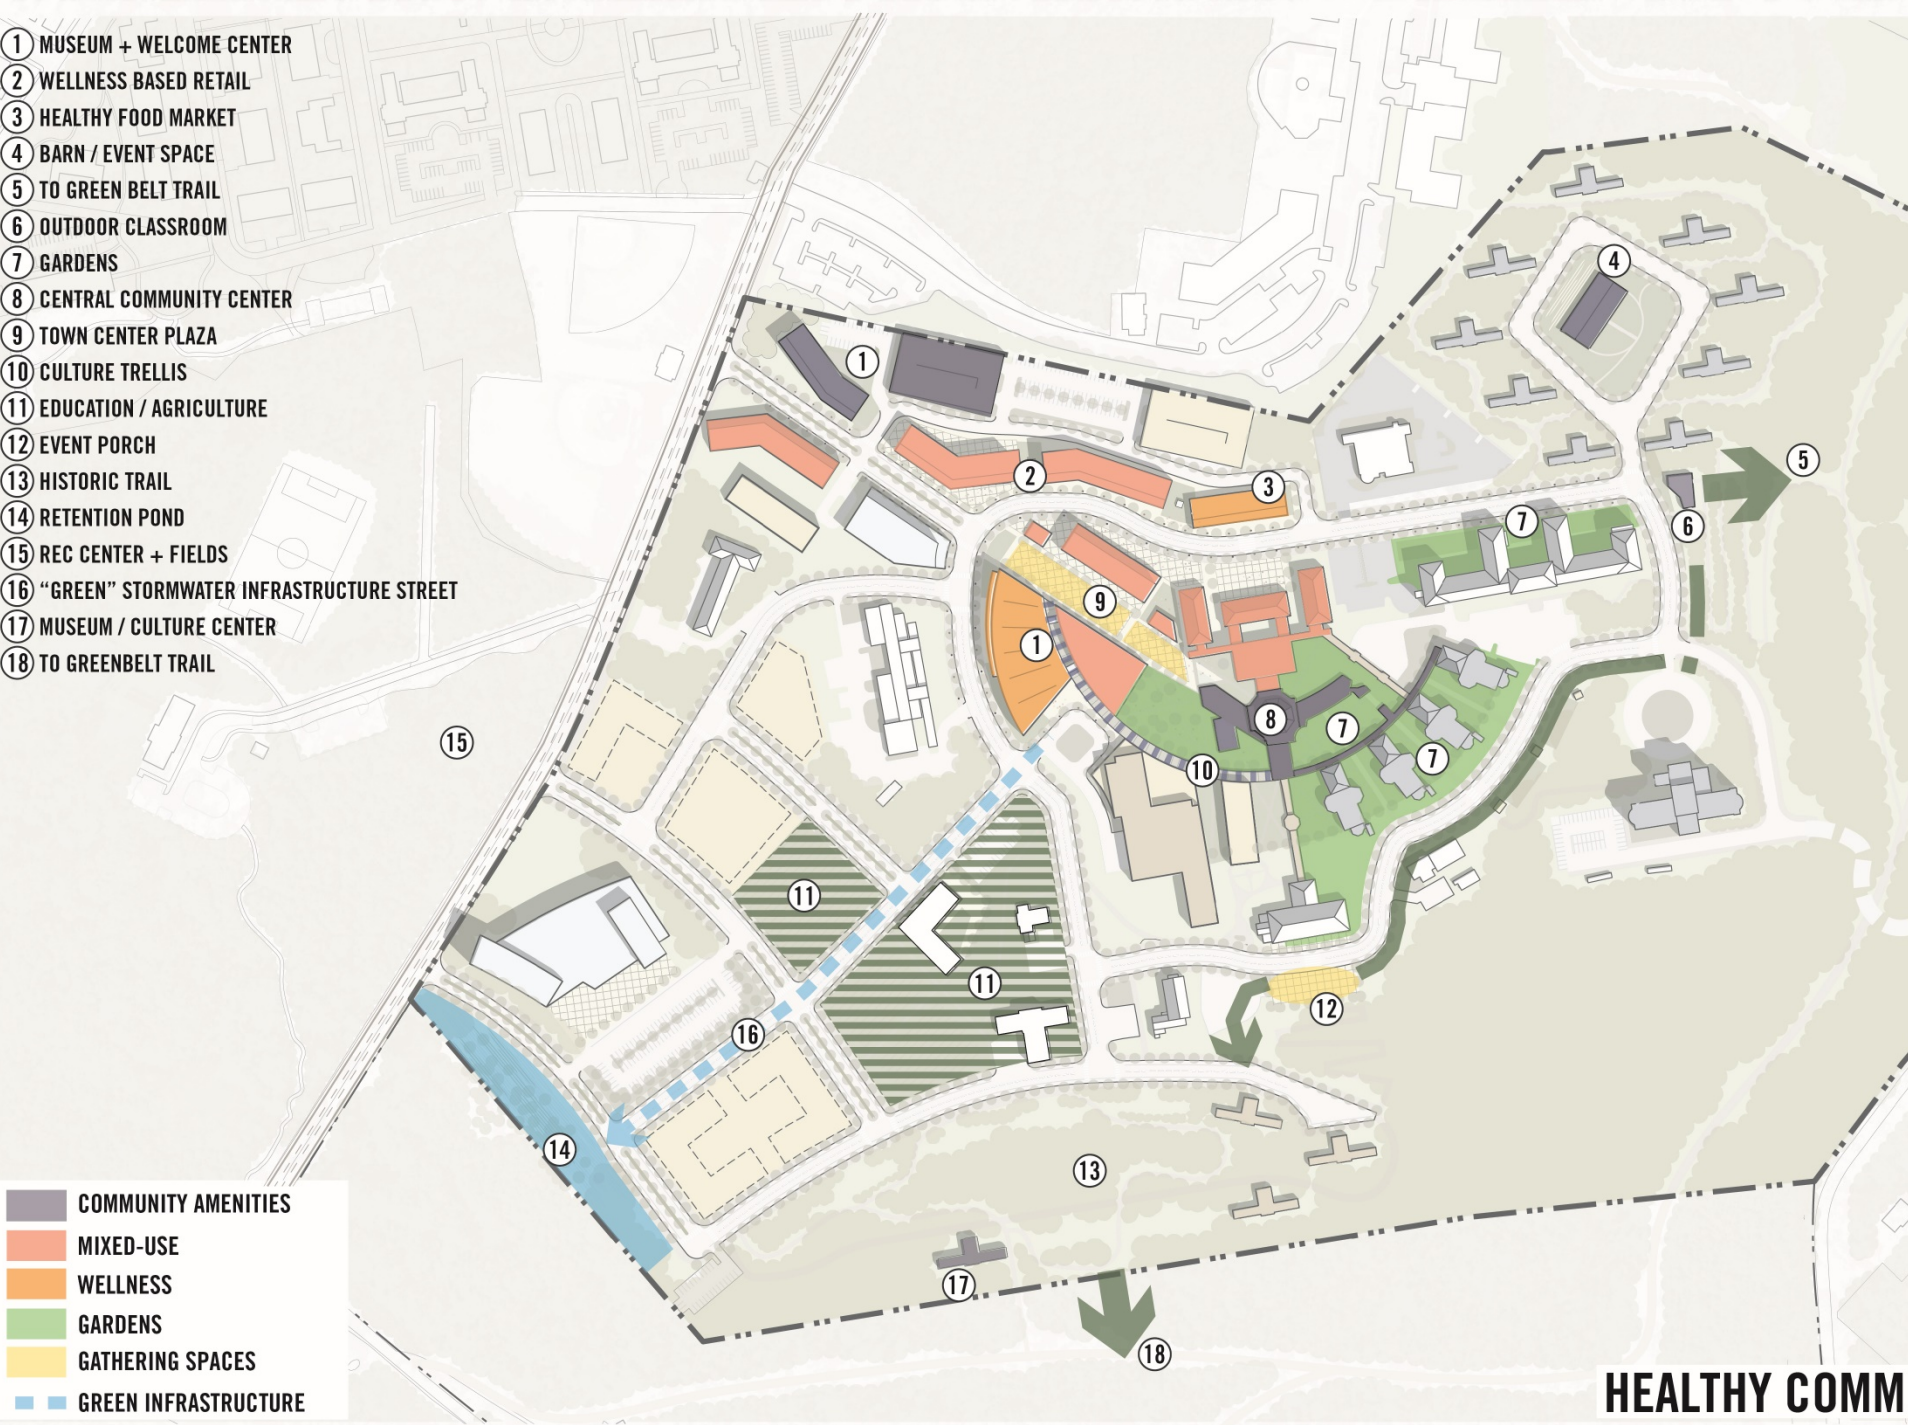 1 MUSEUM + WELCOME CENTER
2 WELLNESS BASED RETAIL
3 HEALTHY FOOD MARKET
4 BARN / EVENT SPACE
5 TO GREEN BELT TRAIL
6 OUTDOOR CLASSROOM
7 GARDENS
8 CENTRAL COMMUNITY CENTER
9 TOWN CENTER PLAZA
10 CULTURE TRELLIS
11 EDUCATION / AGRICULTURE
12 EVENT PORCH
13 HISTORIC TRAIL
14 RETENTION POND
15 REC CENTER + FIELDS
16 “GREEN” STORMWATER INFRASTRUCTURE STREET
17 MUSEUM / CULTURE CENTER
18 TO GREENBELT TRAIL
4
1
5
2
3
7
6
9
1
15
8
7
7
10
11
11
12
16
14
13
17
18
COMMUNITY AMENITIES
MIXED-USE
WELLNESS
GARDENS
GATHERING SPACES
GREEN INFRASTRUCTURE
HEALTHY COMM